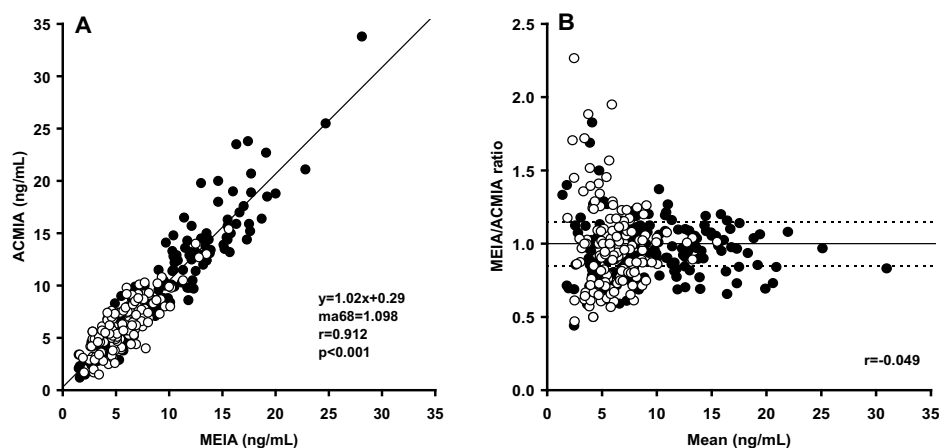 A
35
30
25
20
15
10
5
0
ACMIA (ng/mL)
y=1.02x+0.29
ma68=1.098
r=0.912
p<0.001
0 5 10 15 20 25 30 35
MEIA (ng/mL)
B
2.5
2.0
1.5
1.0
0.5
0.0
MEIA/ACMIA ratio
r=-0.049
0 5 10 15 20 25 30 35
Mean (ng/mL)